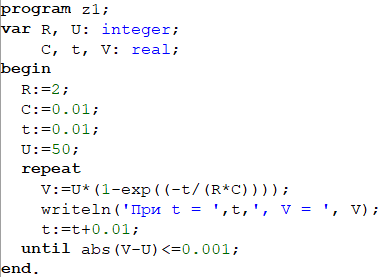 program z1;
var R, U: integer;
    C, t, V: real;
begin
  R:=2;
  C:=0.01;
  t:=0.01;
  U:=50;
  repeat
    V:=U*(1-exp((-t/(R*C))));
    writeln('При t = ',t,', V = ', V);
    t:=t+0.01;
  until abs(V-U)<=0.001;
end.